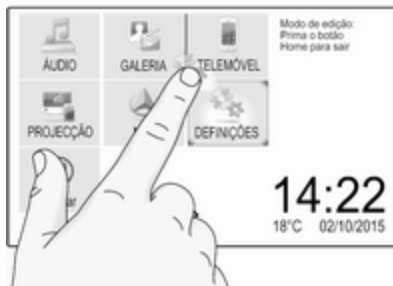 Modo de edição:
Prima o botão
Home para sair
ÁUDIO
GALERIA
TELEMÓVEL
PROJECÇÃO
DEFINIÇÕES
14:22
18°C 02/10/2015